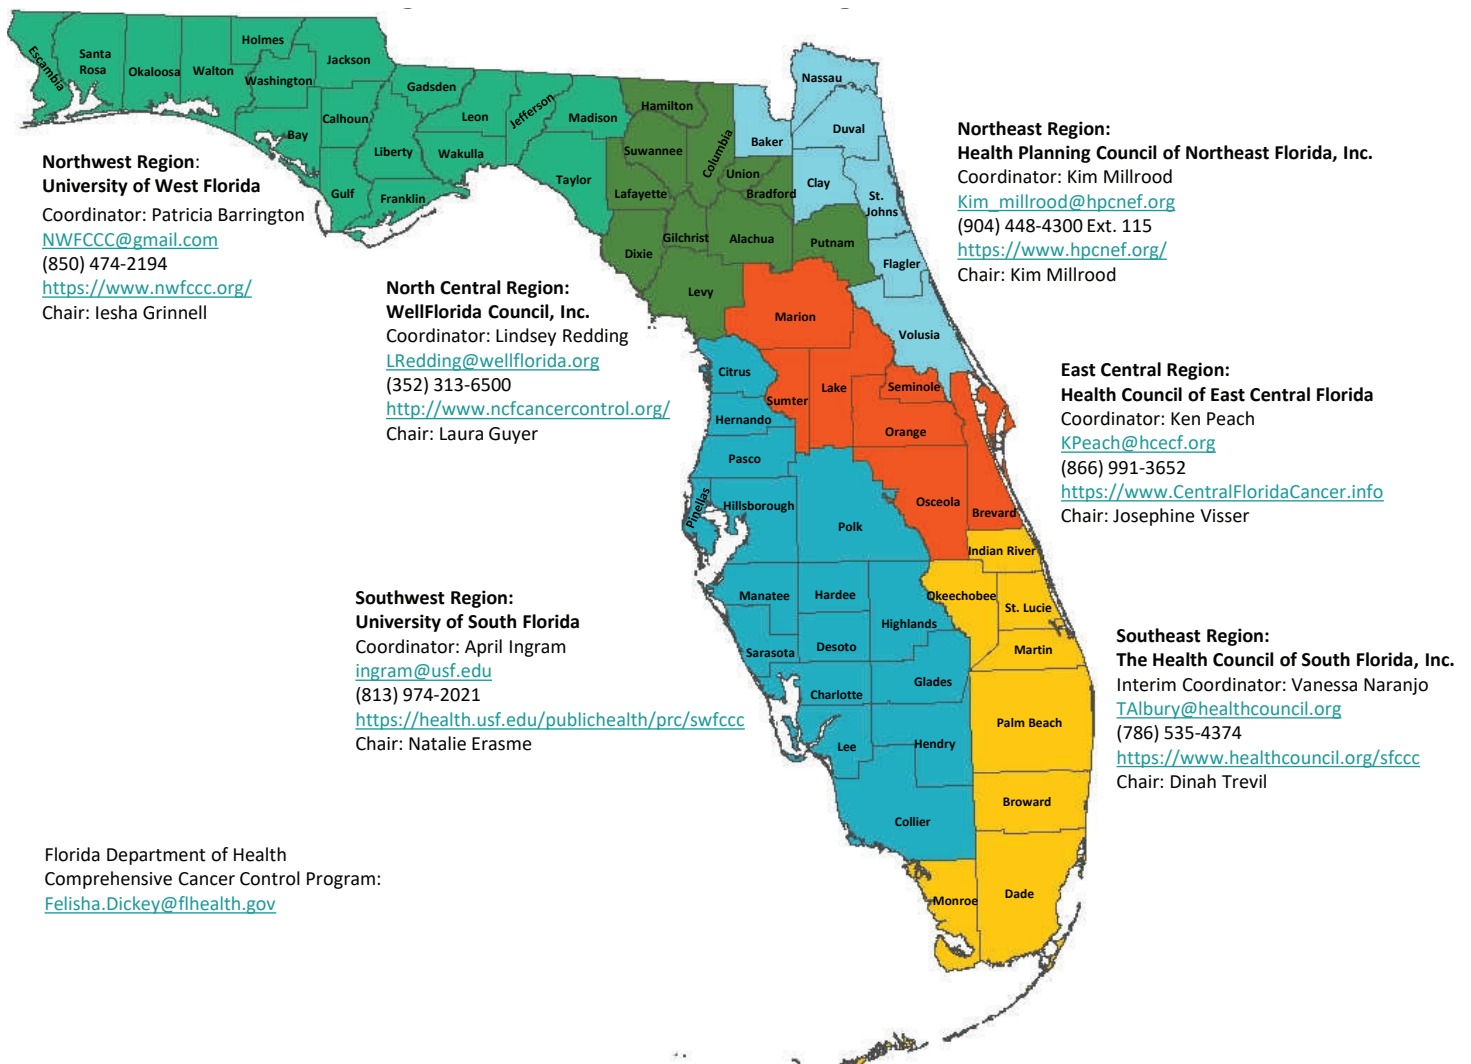 Escambia
Santa
Rosa
Okaloosa
Walton
Holmes
Washington
Jackson
Bay
Calhoun
Gulf
Liberty
Franklin
Gadsden
Leon
Wakulla
Jefferson
Madison
Taylor
Hamilton
Suwannee
Lafayette
Columbia
Union
Bradford
Dixie
Gilchrist
Alachua
Putnam
Levy
Nassau
Baker
Duval
Clay
St.
Johns
Flagler
Volusia
Marion
Citrus
Sumter
Lake
Seminole
Orange
Hernando
Pasco
Pinellas
Hillsborough
Polk
Osceola
Brevard
Indian River
Manatee
Hardee
Highlands
Okeechobee
St. Lucie
Sarasota
Desoto
Martin
Charlotte
Glades
Lee
Hendry
Palm Beach
Collier
Broward
Monroe
Dade
Northwest Region:
University of West Florida
Coordinator: Patricia Barrington
NWFCCC@gmail.com
(850) 474-2194
https://www.nwfccc.org/
Chair: Iesha Grinnell
North Central Region:
WellFlorida Council, Inc.
Coordinator: Lindsey Redding
LRedding@wellflorida.org
(352) 313-6500
http://www.ncfcancercontrol.org/
Chair: Laura Guyer
Northeast Region:
Health Planning Council of Northeast Florida, Inc.
Coordinator: Kim Millrood
Kim_millrood@hpcnef.org
(904) 448-4300 Ext. 115
https://www.hpcnef.org/
Chair: Kim Millrood
East Central Region:
Health Council of East Central Florida
Coordinator: Ken Peach
KPeach@hcecf.org
(866) 991-3652
https://www.CentralFloridaCancer.info
Chair: Josephine Visser
Southwest Region:
University of South Florida
Coordinator: April Ingram
ingram@usf.edu
(813) 974-2021
https://health.usf.edu/publichealth/prc/swfccc
Chair: Natalie Erasme
Southeast Region:
The Health Council of South Florida, Inc.
Interim Coordinator: Vanessa Naranjo
TAlbury@healthcouncil.org
(786) 535-4374
https://www.healthcouncil.org/sfccc
Chair: Dinah Trevil
Florida Department of Health
Comprehensive Cancer Control Program:
Felisha.Dickey@flhealth.gov